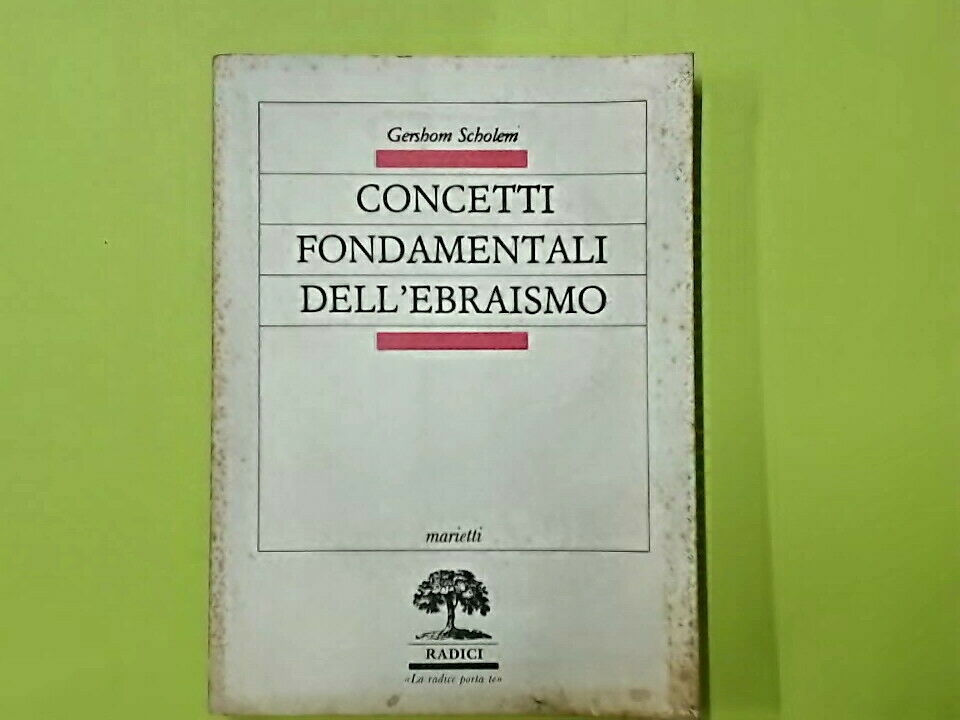 Gershom Scholem
CONCETTI
FONDAMENTALI
DELL'EBRAISMO
marietti
RADICI
«La radice porta te»